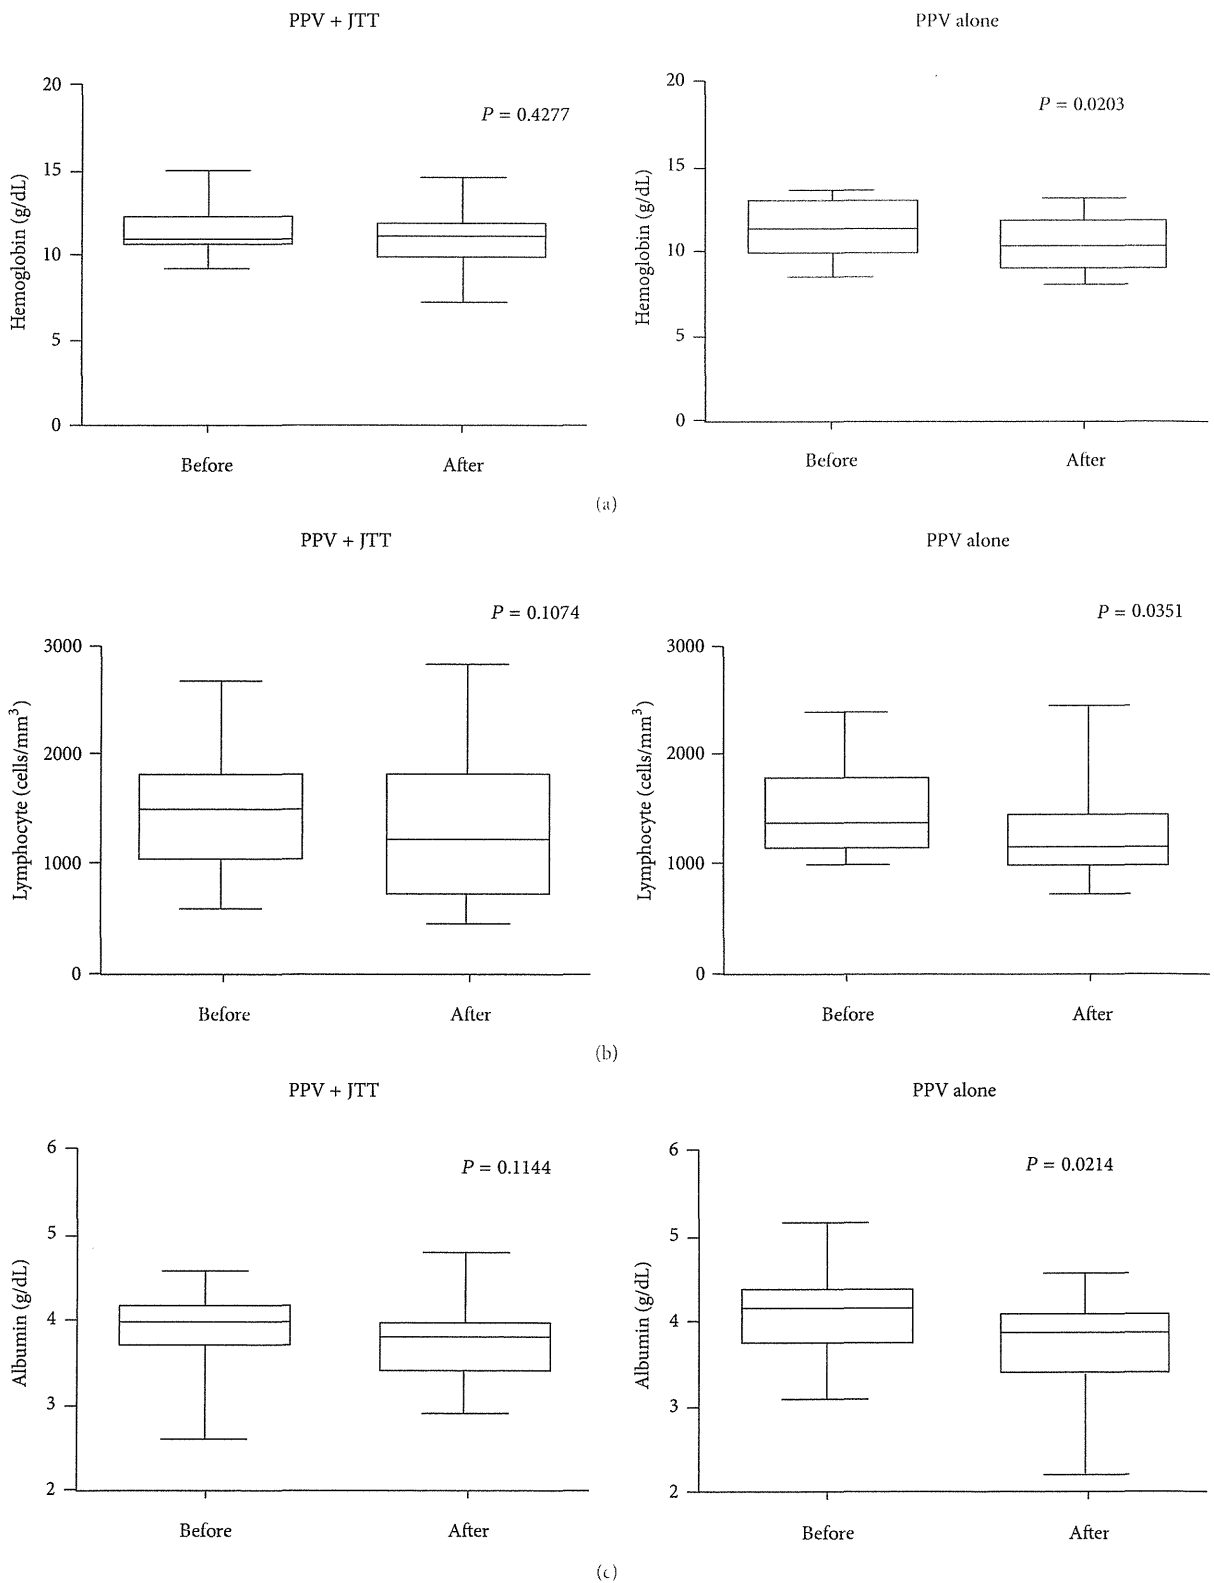 PPV + JTT
PPV alone
20
15
10
5
0
Hemoglobin (g/dL)
P = 0.4277
Before
After
20
15
10
5
0
Hemoglobin (g/dL)
P = 0.0203
Before
After
(a)
PPV + JTT
PPV alone
3000
2000
1000
0
Lymphocyte (cells/mm³)
P = 0.1074
Before
After
3000
2000
1000
0
Lymphocyte (cells/mm³)
P = 0.0351
Before
After
(b)
PPV + JTT
PPV alone
6
5
4
3
2
Albumin (g/dL)
P = 0.1144
Before
After
6
5
4
3
2
Albumin (g/dL)
P = 0.0214
Before
After
(c)